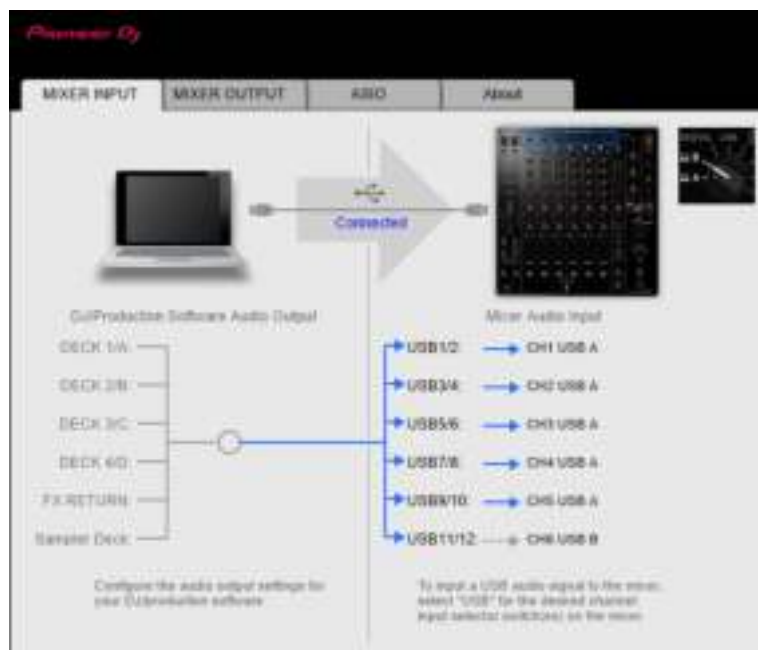 Pioneer Dj
MIXER INPUT
MIXER OUTPUT
ASIO
About
Connected
DJ/Production Software Audio Output
Mixer Audio Input
DECK 1/A
DECK 2/B
DECK 3/C
DECK 4/D
FX RETURN
Sampler Deck
USB1/2
CH1 USB A
USB3/4
CH2 USB A
USB5/6
CH3 USB A
USB7/8
CH4 USB A
USB9/10
CH5 USB A
USB11/12
CH6 USB B
Configure the audio output settings for
your DJ/production software
To input a USB audio signal to the mixer,
select "USB" for the desired channel
input selector switch(es) on the mixer.